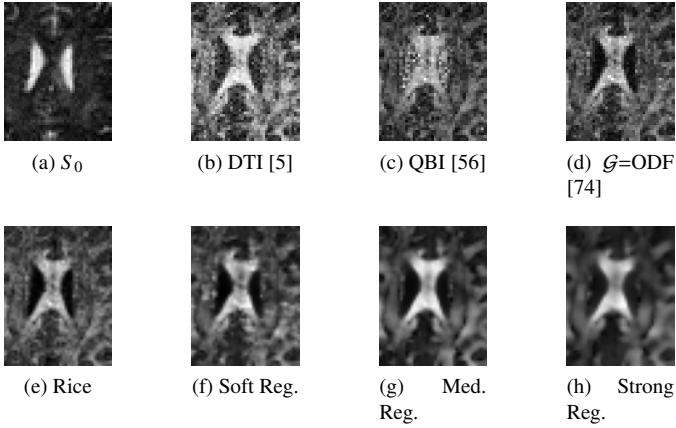 (a) S0
(b) DTI [5]
(c) QBI [56]
(d) 𝒢=ODF
[74]
(e) Rice
(f) Soft Reg.
(g) Med.
Reg.
(h) Strong
Reg.